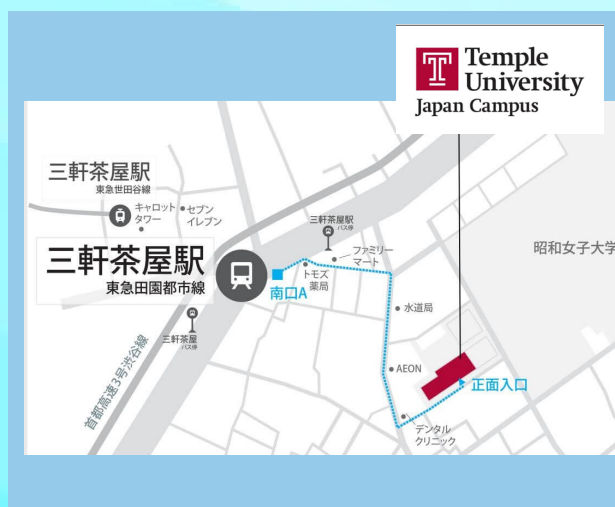 Temple
University
Japan Campus
三軒茶屋駅
東急世田谷線
キャロット
タワー
セブン
イレブン
三軒茶屋駅
バス停
三軒茶屋駅
東急田園都市線
南口A
トモズ
薬局
ファミリー
マート
昭和女子大学
水道局
三軒茶屋
バス停
首都高速3号渋谷線
AEON
正面入口
デンタル
クリニック